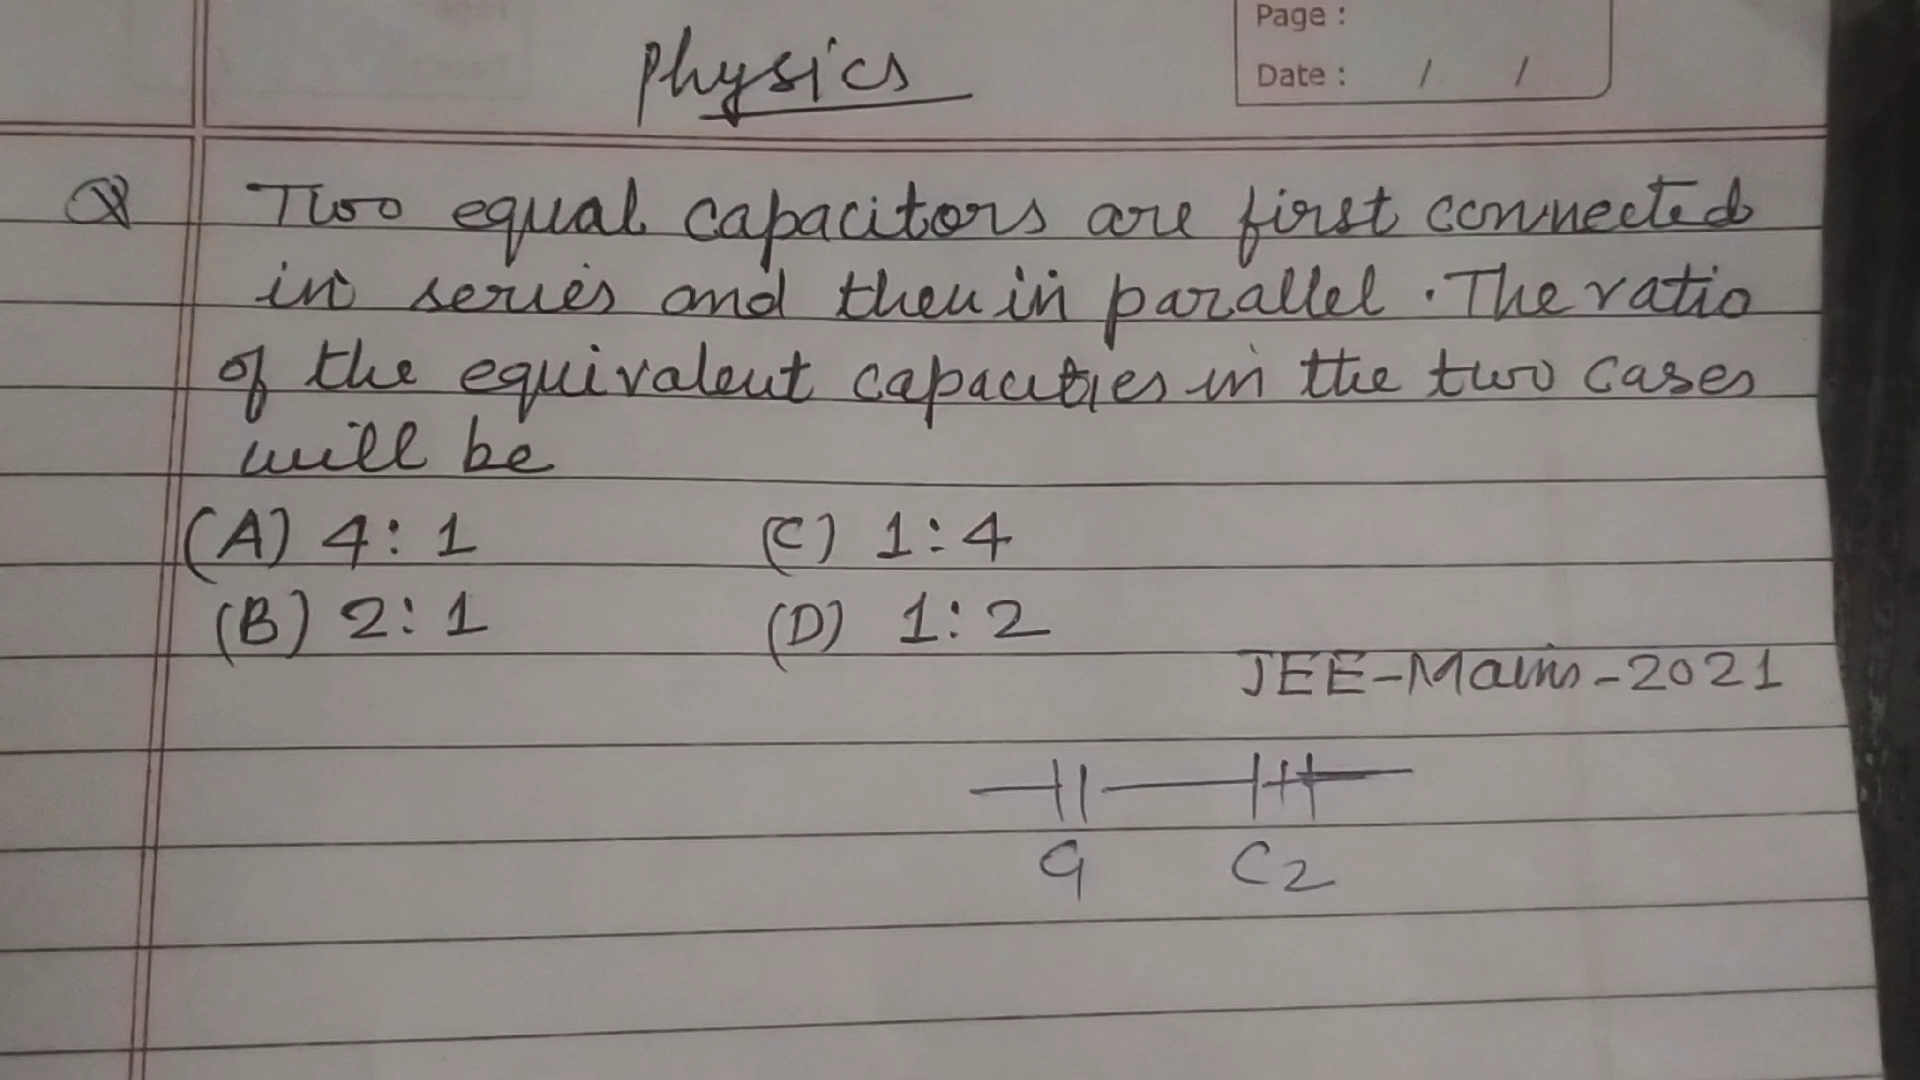 Page :
Physics
Date : / /
Q Two equal capacitors are first connected
in series and then in parallel. The ratio
of the equivalent capacities in the two cases
will be
(A) 4:1 (C) 1:4
(B) 2:1 (D) 1:2
JEE-Mains-2021
C1 C2